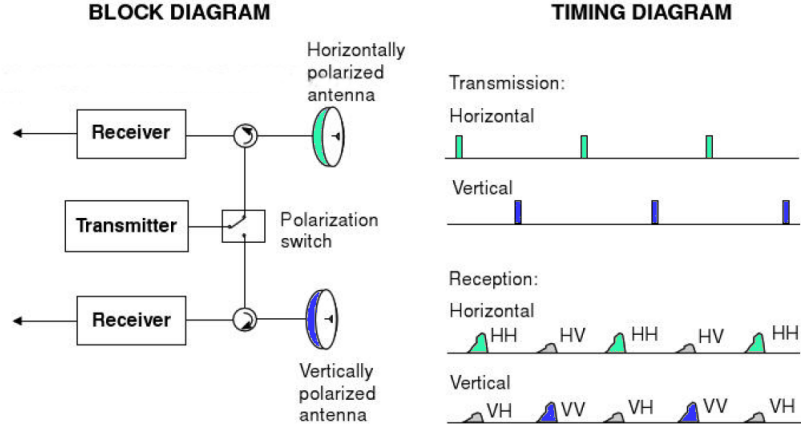 BLOCK DIAGRAM
Horizontally
polarized
antenna
Receiver
Transmitter
Polarization
switch
Receiver
Vertically
polarized
antenna
TIMING DIAGRAM
Transmission:
Horizontal
Vertical
Reception:
Horizontal
HH HV HH HV HH
Vertical
VH VV VH VV VH